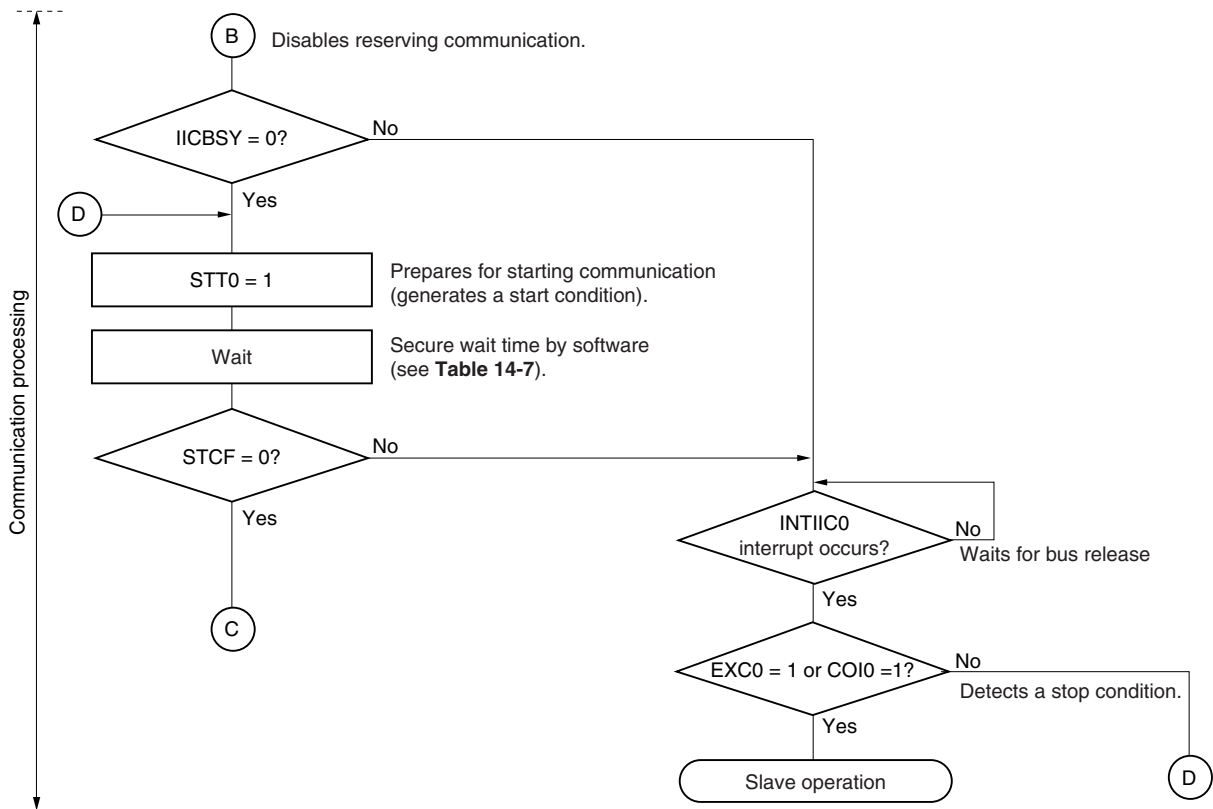 B
Disables reserving communication.
IICBSY = 0?
No
Yes
D
STT0 = 1
Prepares for starting communication
(generates a start condition).
Wait
Secure wait time by software
(see Table 14-7).
STCF = 0?
No
Yes
C
INTIIC0
interrupt occurs?
No
Waits for bus release
Yes
EXC0 = 1 or COI0 =1?
No
Detects a stop condition.
Yes
Slave operation
D
Communication processing